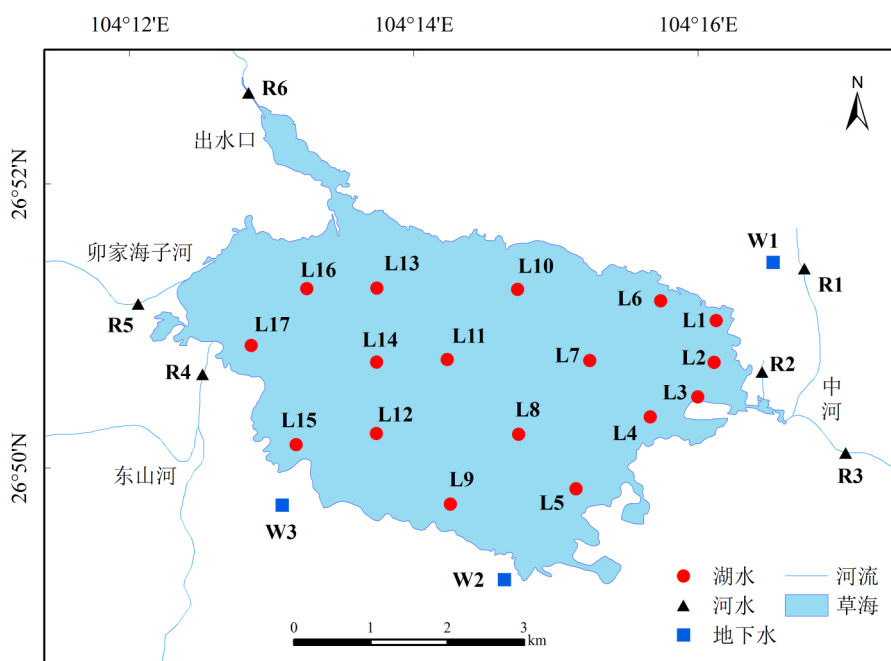 104°12'E
104°14'E
104°16'E
R6
N
出水口
26°52'N
卯家海子河
W1
R1
L16
L13
L10
L6
R5
L1
L17
L14
L11
L7
L2
R2
R4
L3
中河
L15
L12
L8
L4
26°50'N
R3
东山河
L9
L5
W3
W2
湖水
河流
河水
草海
地下水
0
1
2
3
km